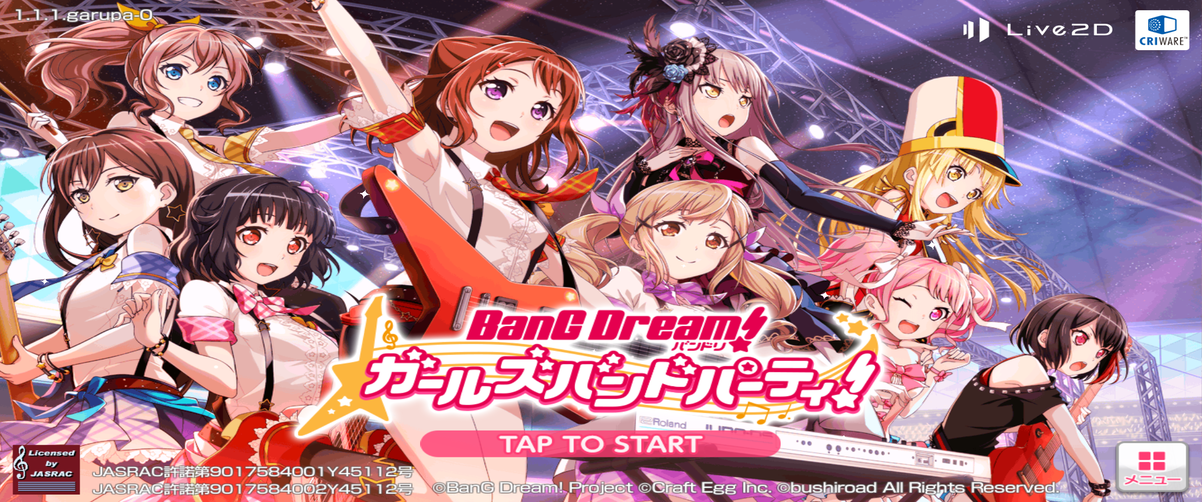 1.1.1.garupa-0
Live2D
CRIWARE™
BanG Dream!
バンドリ
ガールズバンドパーティ!
Roland
TAP TO START
Licensed
by
JASRAC
JASRAC許諾第9017584001Y45112号
JASRAC許諾第9017584002Y45112号
©BanG Dream! Project ©Craft Egg Inc. ©bushiroad All Rights Reserved.
メニュー